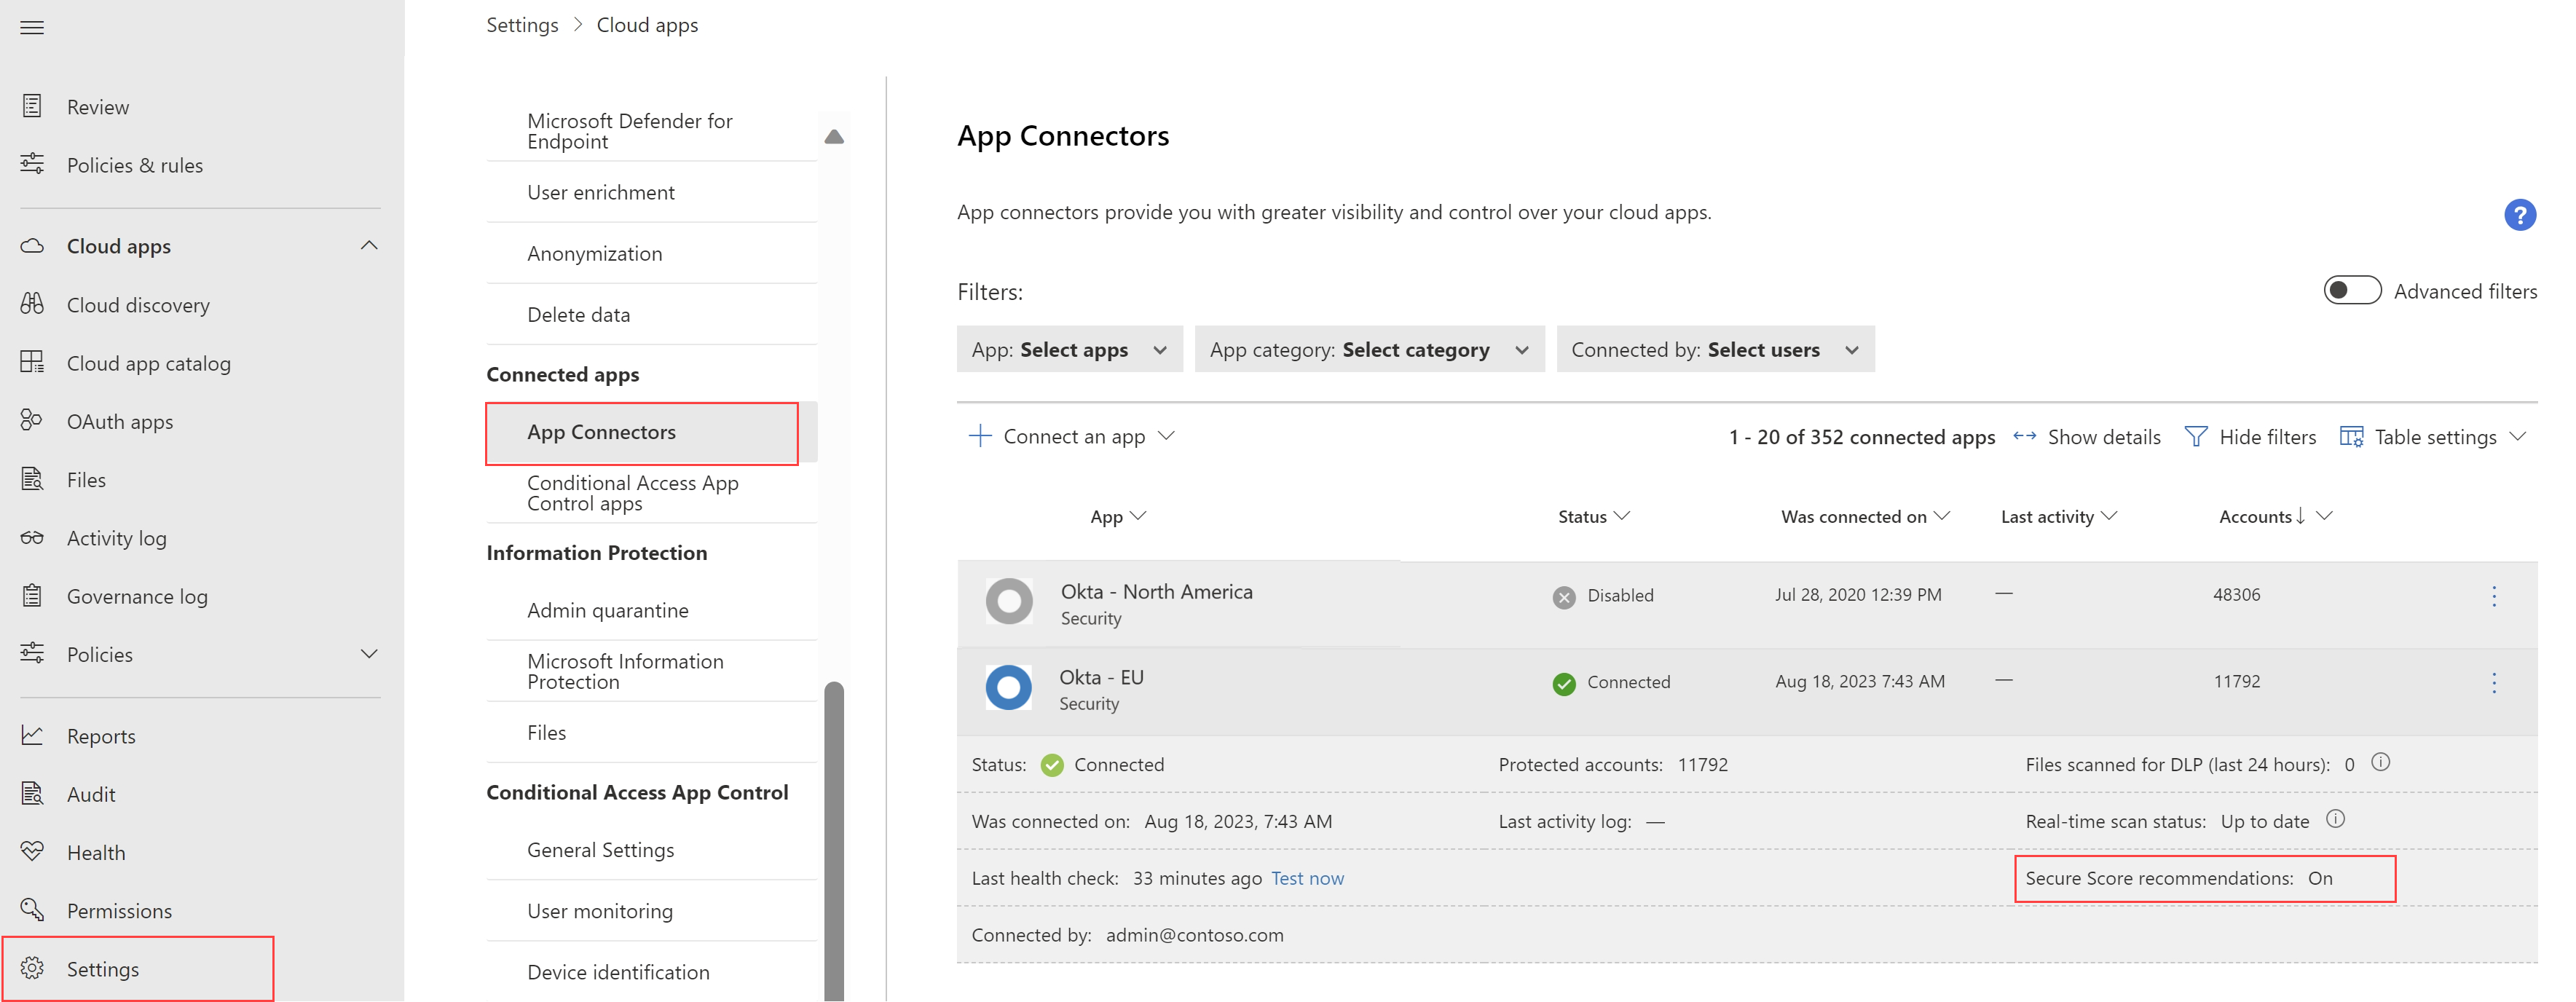 Settings > Cloud apps
Review
Policies & rules
Cloud apps
Cloud discovery
Cloud app catalog
OAuth apps
Files
Activity log
Governance log
Policies
Reports
Audit
Health
Permissions
Settings
Microsoft Defender for
Endpoint
User enrichment
Anonymization
Delete data
Connected apps
App Connectors
Conditional Access App
Control apps
Information Protection
Admin quarantine
Microsoft Information
Protection
Files
Conditional Access App Control
General Settings
User monitoring
Device identification
App Connectors
App connectors provide you with greater visibility and control over your cloud apps.
?
Filters:
Advanced filters
App: Select apps
App category: Select category
Connected by: Select users
Connect an app
1 - 20 of 352 connected apps
Show details
Hide filters
Table settings
App
Status
Was connected on
Last activity
Accounts↓
Okta - North America
Security
Disabled
Jul 28, 2020 12:39 PM
—
48306
Okta - EU
Security
Connected
Aug 18, 2023 7:43 AM
—
11792
Status: Connected
Protected accounts: 11792
Files scanned for DLP (last 24 hours): 0
Was connected on: Aug 18, 2023, 7:43 AM
Last activity log: —
Real-time scan status: Up to date
Last health check: 33 minutes ago Test now
Secure Score recommendations: On
Connected by: admin@contoso.com